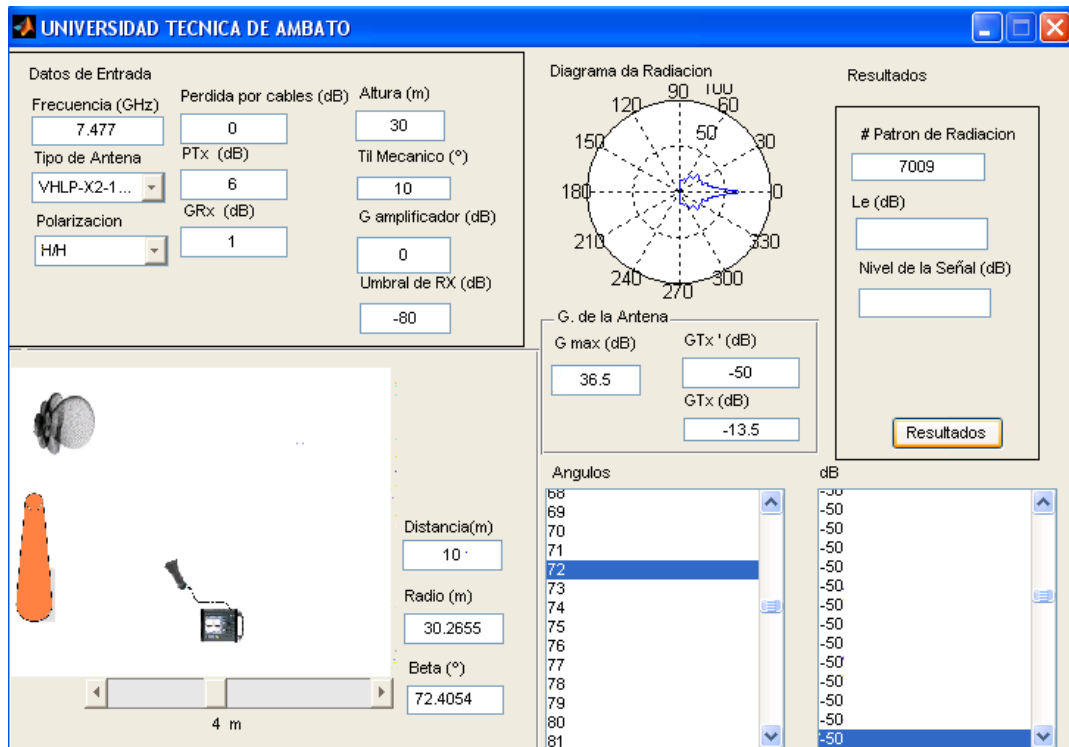 UNIVERSIDAD TECNICA DE AMBATO
Datos de Entrada
Frecuencia (GHz)
7.477
Tipo de Antena
VHLP-X2-1...
Polarizacion
H/H
Perdida por cables (dB)
0
PTx (dB)
6
GRx (dB)
1
Altura (m)
30
Til Mecanico (°)
10
G amplificador (dB)
0
Umbral de RX (dB)
-80
Diagrama da Radiacion
90
100
120
60
50
150
30
180
0
210
330
240
300
270
Resultados
# Patron de Radiacion
7009
Le (dB)
Nivel de la Señal (dB)
Resultados
G. de la Antena
G max (dB)
36.5
GTx ' (dB)
-50
GTx (dB)
-13.5
4 m
Distancia(m)
10
Radio (m)
30.2655
Beta (°)
72.4054
Angulos
68
69
70
71
72
73
74
75
76
77
78
79
80
81
dB
-50
-50
-50
-50
-50
-50
-50
-50
-50
-50
-50
-50
-50
-50